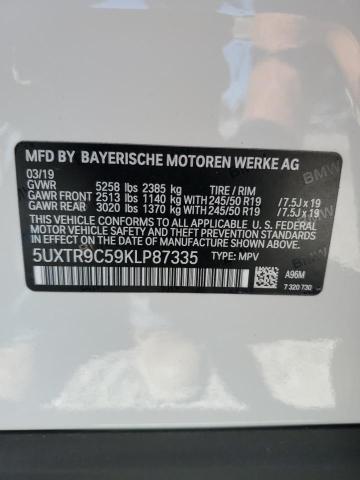 MFD BY BAYERISCHE MOTOREN WERKE AG
03/19
GVWR 5258 lbs 2385 kg TIRE / RIM
GAWR FRONT 2513 lbs 1140 kg WITH 245/50 R19 /7.5J x 19
GAWR REAR 3020 lbs 1370 kg WITH 245/50 R19 /7.5J x 19
THIS VEHICLE CONFORMS TO ALL APPLICABLE U.S. FEDERAL
MOTOR VEHICLE SAFETY AND THEFT PREVENTION STANDARDS
IN EFFECT ON THE DATE OF MANUFACTURE SHOWN ABOVE.
5UXTR9C59KLP87335 TYPE: MPV
A96M
7 320 730